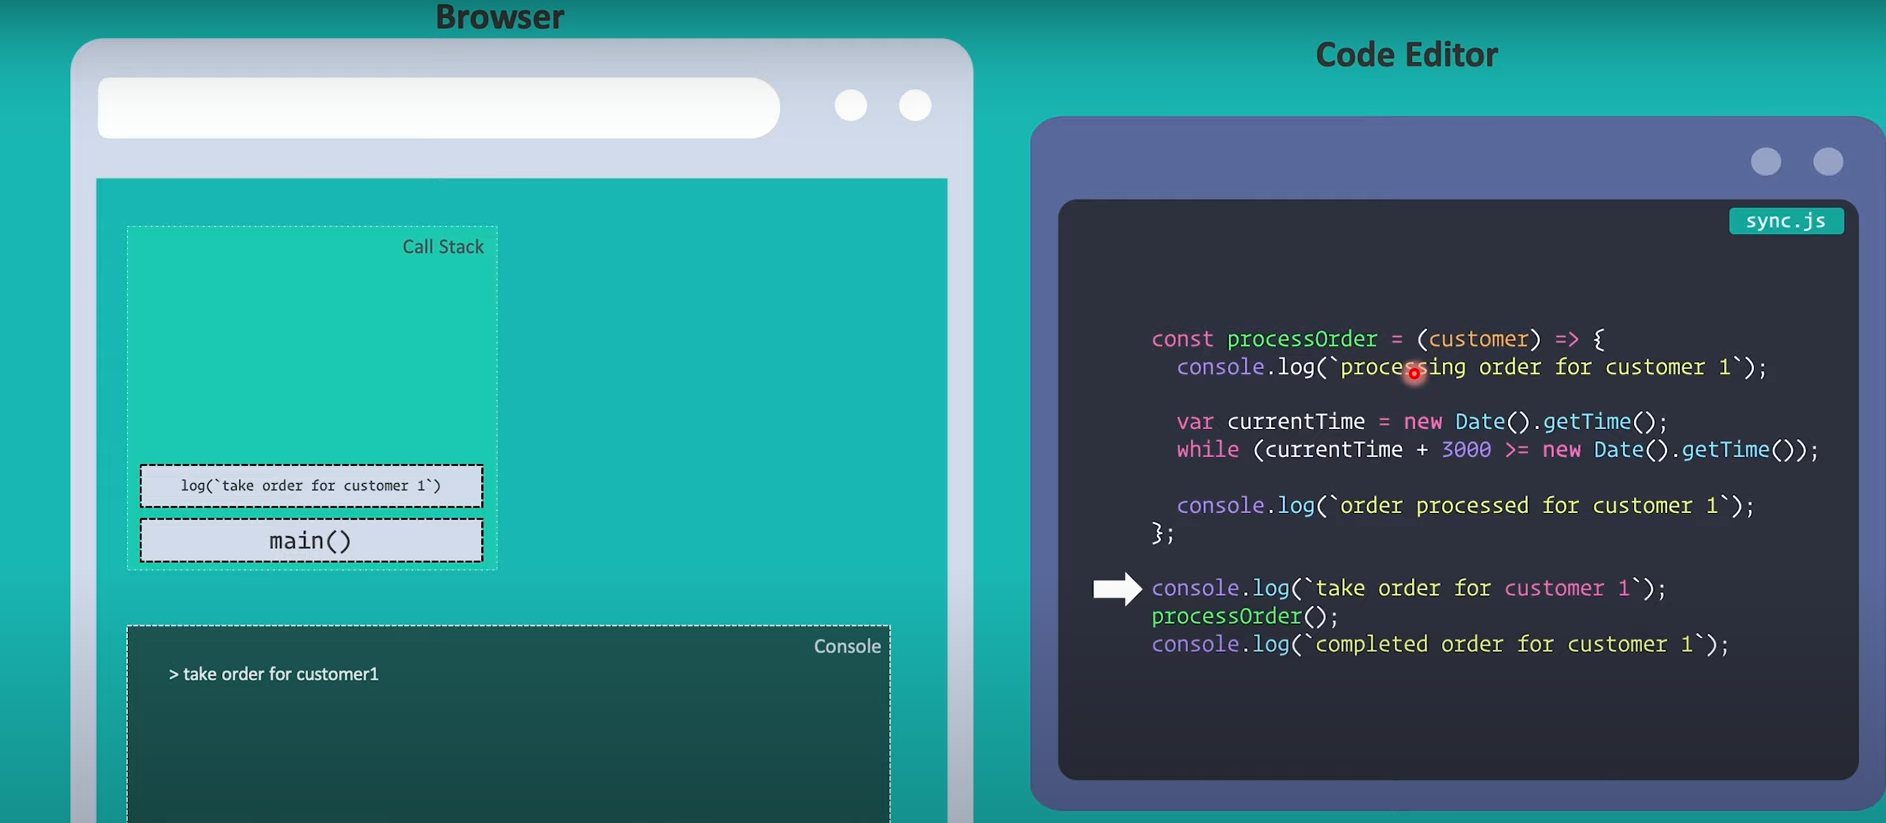 Browser
Call Stack
log(`take order for customer 1`)
main()
Console
> take order for customer1
Code Editor
sync.js
const processOrder = (customer) => {
  console.log(`processing order for customer 1`);
  var currentTime = new Date().getTime();
  while (currentTime + 3000 >= new Date().getTime());
  console.log(`order processed for customer 1`);
};
console.log(`take order for customer 1`);
processOrder();
console.log(`completed order for customer 1`);